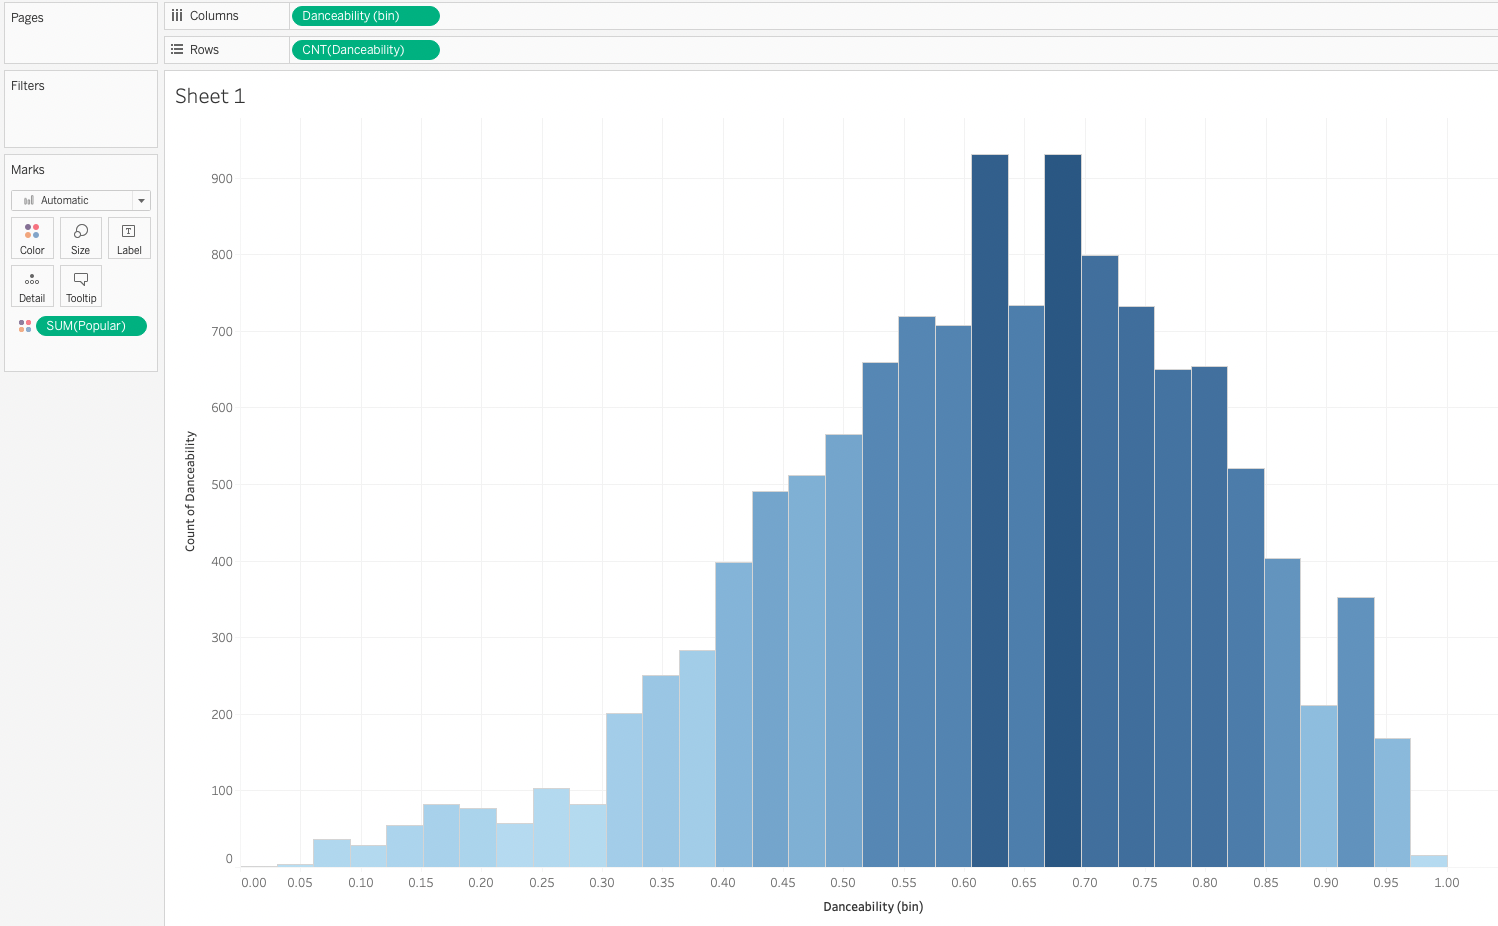 Pages
Columns
Danceability (bin)
Rows
CNT(Danceability)
Filters
Sheet 1
Marks
Automatic
Color
Size
T
Label
Detail
Tooltip
SUM(Popular)
900
800
700
600
500
400
300
200
100
0
Count of Danceability
0.00 0.05 0.10 0.15 0.20 0.25 0.30 0.35 0.40 0.45 0.50 0.55 0.60 0.65 0.70 0.75 0.80 0.85 0.90 0.95 1.00
Danceability (bin)